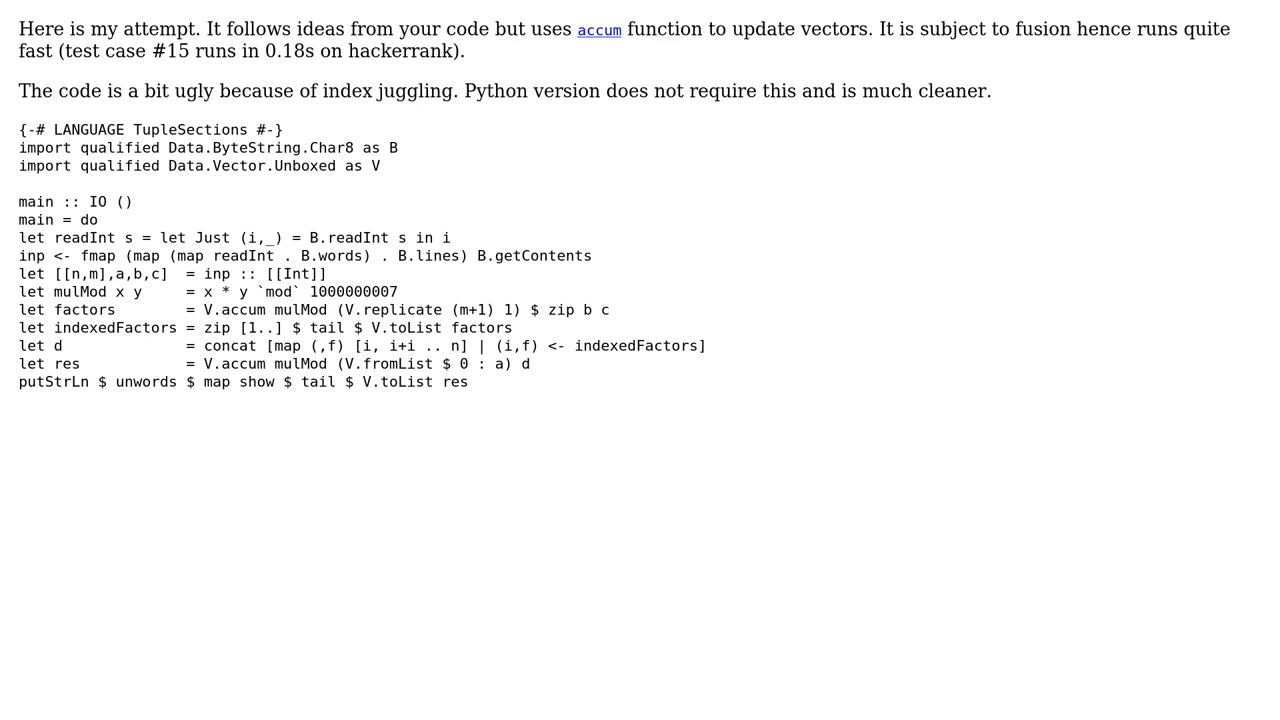 Here is my attempt. It follows ideas from your code but uses accum function to update vectors. It is subject to fusion hence runs quite
fast (test case #15 runs in 0.18s on hackerrank).
The code is a bit ugly because of index juggling. Python version does not require this and is much cleaner.
{-# LANGUAGE TupleSections #-}
import qualified Data.ByteString.Char8 as B
import qualified Data.Vector.Unboxed as V
main :: IO ()
main = do
let readInt s = let Just (i,_) = B.readInt s in i
inp <- fmap (map (map readInt . B.words) . B.lines) B.getContents
let [[n,m],a,b,c]  = inp :: [[Int]]
let mulMod x y     = x * y `mod` 1000000007
let factors        = V.accum mulMod (V.replicate (m+1) 1) $ zip b c
let indexedFactors = zip [1..] $ tail $ V.toList factors
let d              = concat [map (,f) [i, i+i .. n] | (i,f) <- indexedFactors]
let res            = V.accum mulMod (V.fromList $ 0 : a) d
putStrLn $ unwords $ map show $ tail $ V.toList res